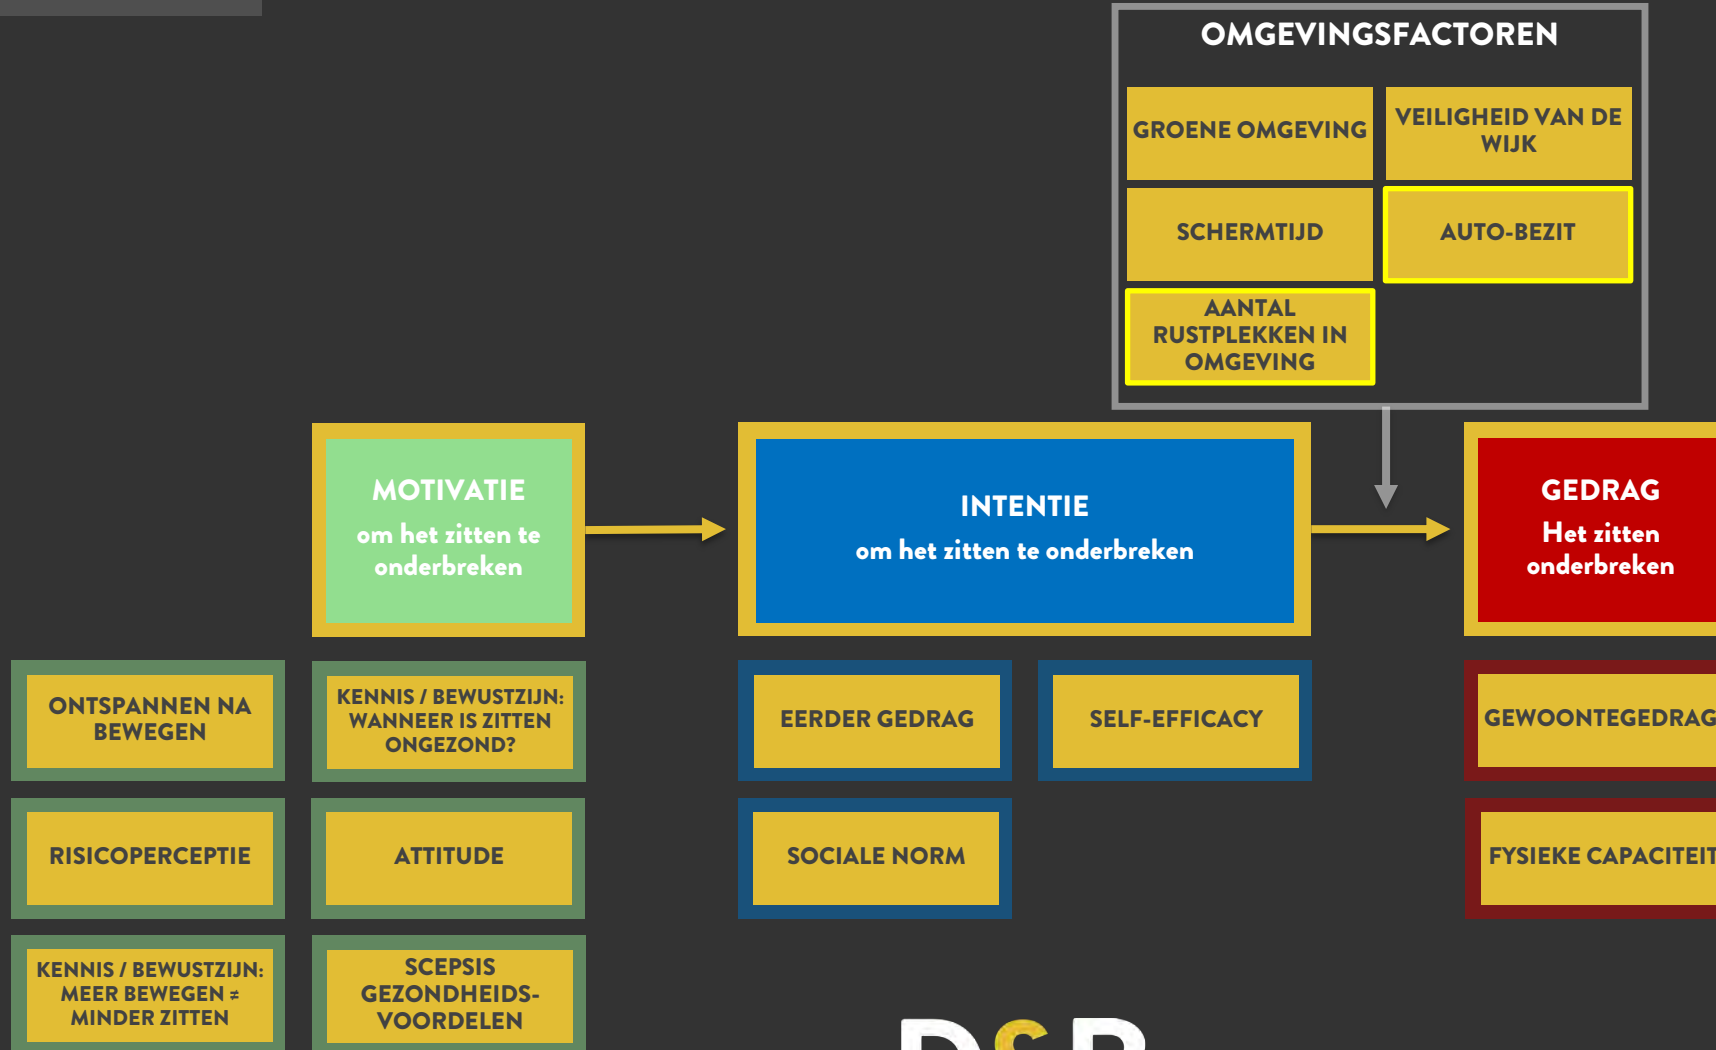 OMGEVINGSFACTOREN
GROENE OMGEVING
VEILIGHEID VAN DE
WIJK
SCHERMTIJD
AUTO-BEZIT
AANTAL
RUSTPLEKKEN IN
OMGEVING
MOTIVATIE
om het zitten te
onderbreken
INTENTIE
om het zitten te onderbreken
GEDRAG
Het zitten
onderbreken
ONTSPANNEN NA
BEWEGEN
KENNIS / BEWUSTZIJN:
WANNEER IS ZITTEN
ONGEZOND?
EERDER GEDRAG
SELF-EFFICACY
GEWOONTEGEDRAG
RISICOPERCEPTIE
ATTITUDE
SOCIALE NORM
FYSIEKE CAPACITEIT
KENNIS / BEWUSTZIJN:
MEER BEWEGEN ≠
MINDER ZITTEN
SCEPSIS
GEZONDHEIDS-
VOORDELEN